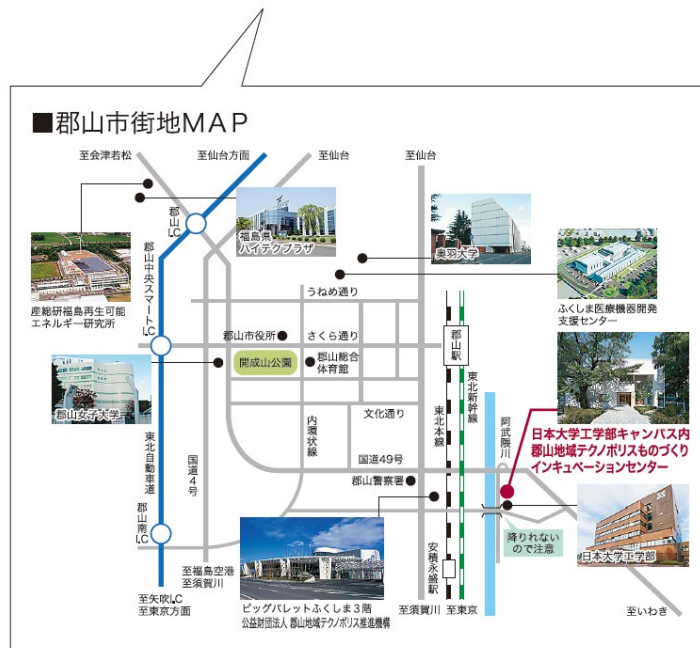 ■郡山市街地MAP
至会津若松
至仙台方面
至仙台
至仙台
郡山I.C
福島県
ハイテクプラザ
奥羽大学
産総研福島再生可能
エネルギー研究所
郡山中央スマートI.C
ふくしま医療機器開発
支援センター
うねめ通り
郡山市役所
さくら通り
郡山駅
開成山公園
郡山総合
体育館
郡山女子大学
東北新幹線
東北本線
文化通り
内環状線
阿武隈川
日本大学工学部キャンパス内
郡山地域テクノポリスものづくり
インキュベーションセンター
東北自動車道
国道4号
国道49号
郡山警察署
郡山南I.C
日本大学工学部
降りれない
ので注意
安積永盛駅
至福島空港
至須賀川
至矢吹I.C
至東京方面
ビッグパレットふくしま3階
公益財団法人 郡山地域テクノポリス推進機構
至須賀川
至東京
至いわき